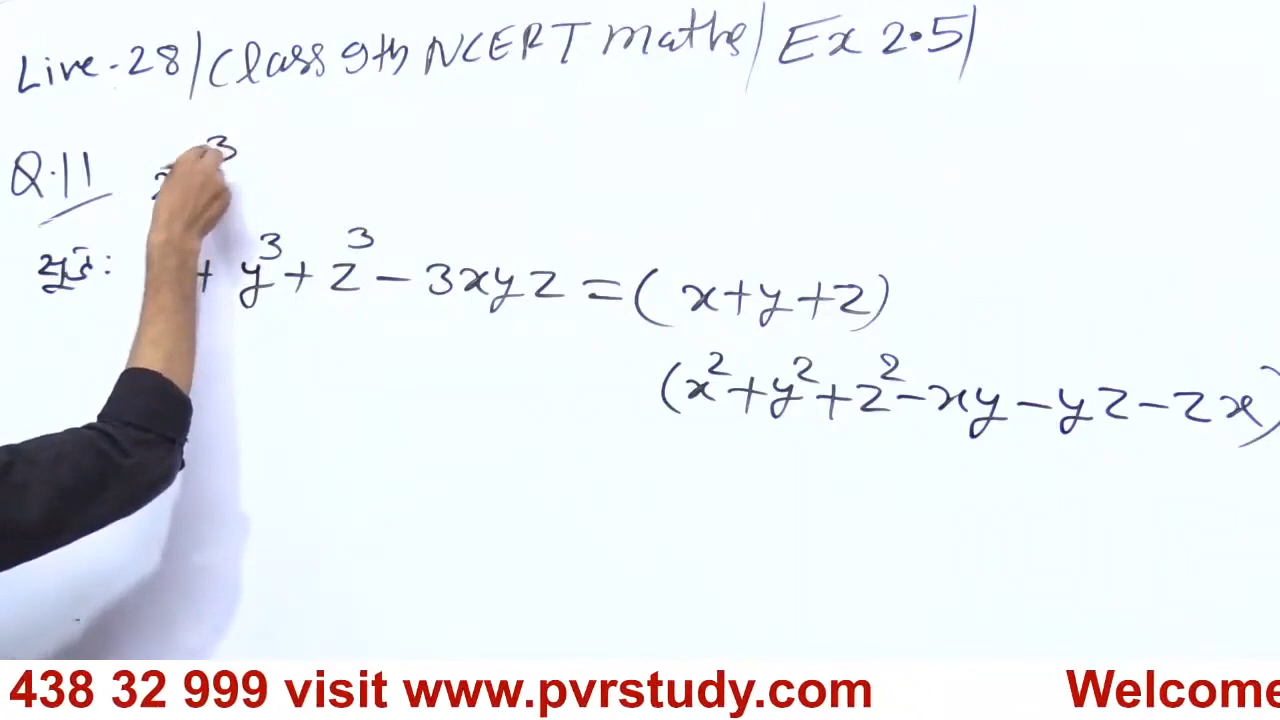 Live-28/Class 9th NCERT maths/Ex 2.5/
Q.11 3
सूत्र: + y³ + z³ - 3xyz = (x+y+z)
(x²+y²+z²-xy-yz-zx)
438 32 999 visit www.pvrstudy.com Welcome